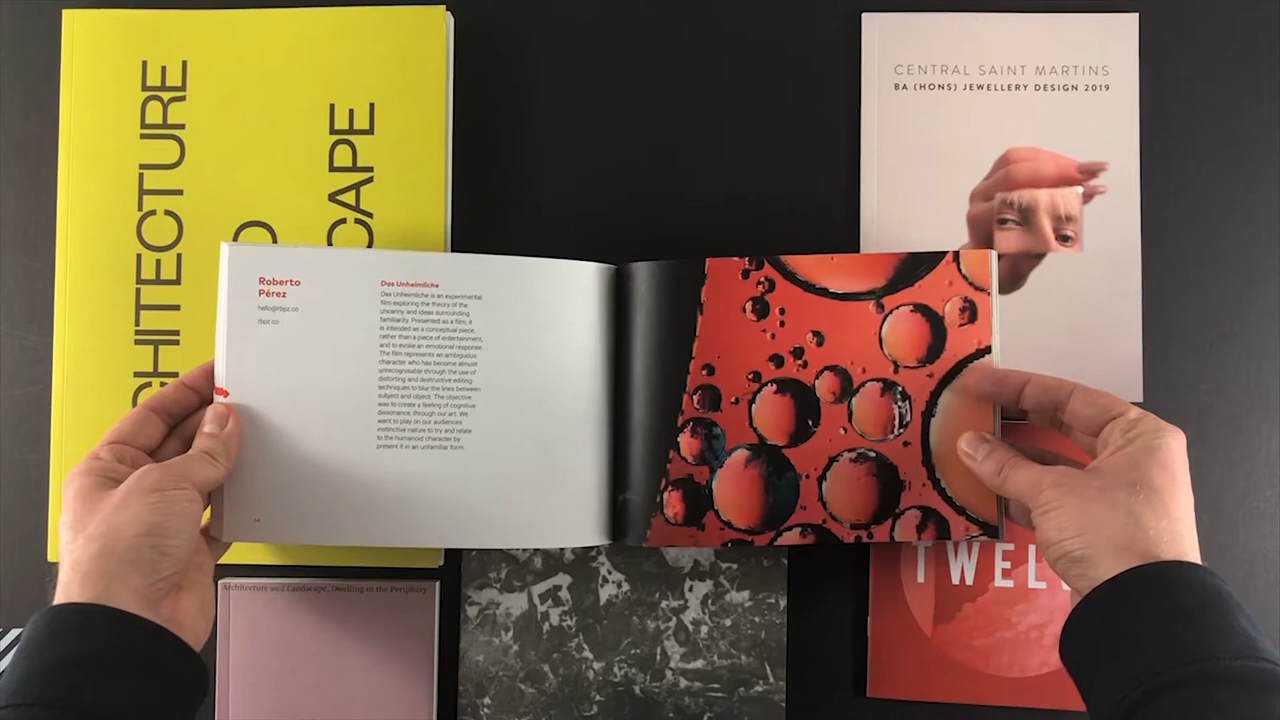 ARCHITECTURE
CENTRAL SAINT MARTINS
BA (HONS) JEWELLERY DESIGN 2019
Roberto
Pérez
hello@rbpz.co
rbpz.co
Das Unheimliche
Das Unheimliche is an experimental
film exploring the theory of the
uncanny and ideas surrounding
familiarity. Presented as a film, it
is intended as a conceptual piece,
rather than a piece of entertainment,
and to evoke an emotional response.
The film represents an ambiguous
character who has become almost
unrecognisable through the use of
distorting and destructive editing
techniques to blur the lines between
subject and object. The objective
was to create a feeling of cognitive
dissonance, through our art. We
want to play on our audiences
instinctive nature to try and relate
to the humanoid character by
present it in an unfamiliar form.
Architecture and Landscape, Dwelling in the Periphery
TWEL